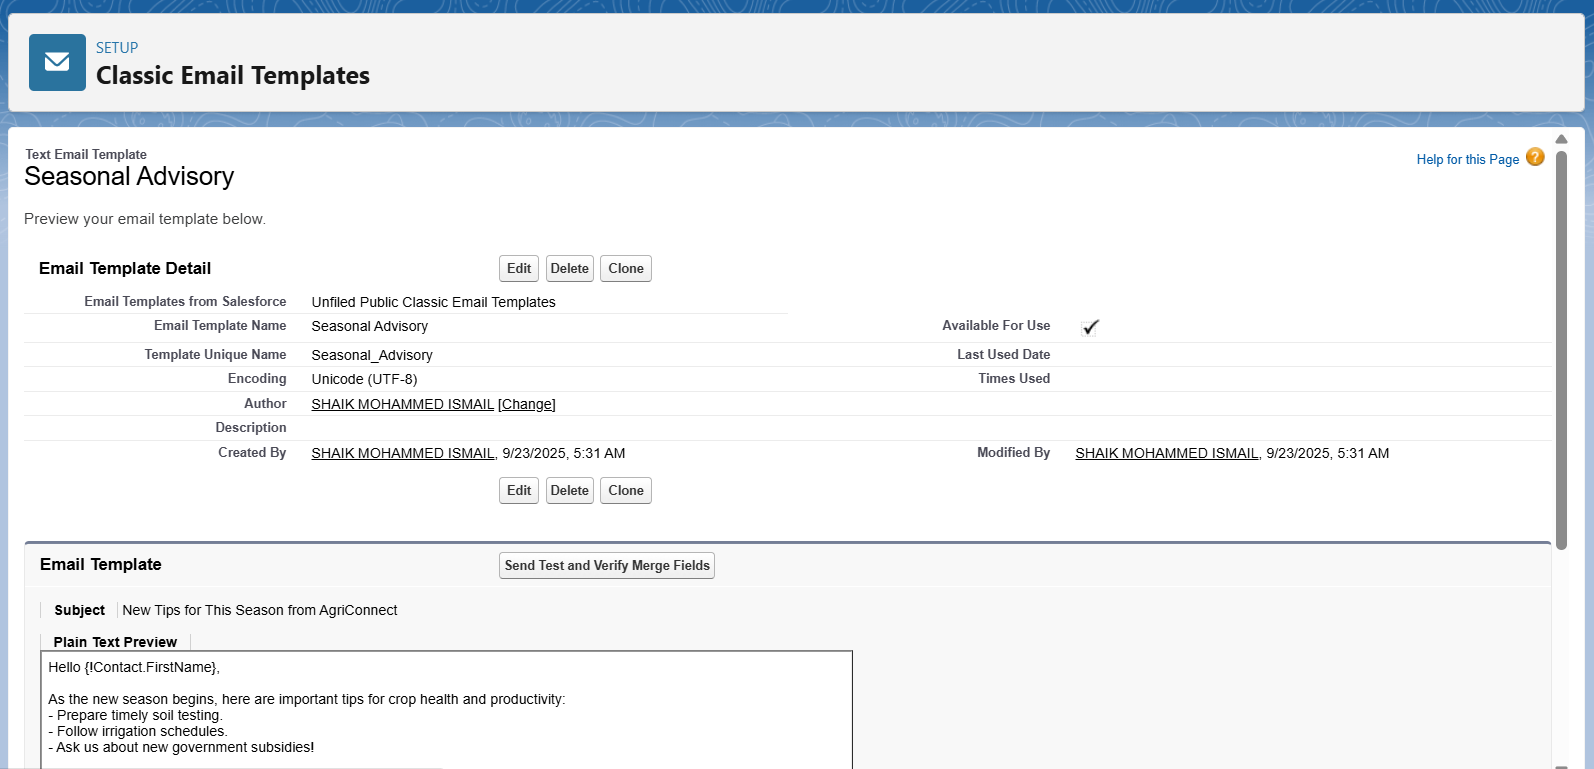 SETUP
Classic Email Templates
Text Email Template
Seasonal Advisory
Help for this Page ?
Preview your email template below.
Email Template Detail Edit Delete Clone
Email Templates from Salesforce Unfiled Public Classic Email Templates
Email Template Name Seasonal Advisory Available For Use
Template Unique Name Seasonal_Advisory Last Used Date
Encoding Unicode (UTF-8) Times Used
Author SHAIK MOHAMMED ISMAIL [Change]
Description
Created By SHAIK MOHAMMED ISMAIL, 9/23/2025, 5:31 AM Modified By SHAIK MOHAMMED ISMAIL, 9/23/2025, 5:31 AM
Edit Delete Clone
Email Template Send Test and Verify Merge Fields
Subject New Tips for This Season from AgriConnect
Plain Text Preview
Hello {!Contact.FirstName},
As the new season begins, here are important tips for crop health and productivity:
- Prepare timely soil testing.
- Follow irrigation schedules.
- Ask us about new government subsidies!